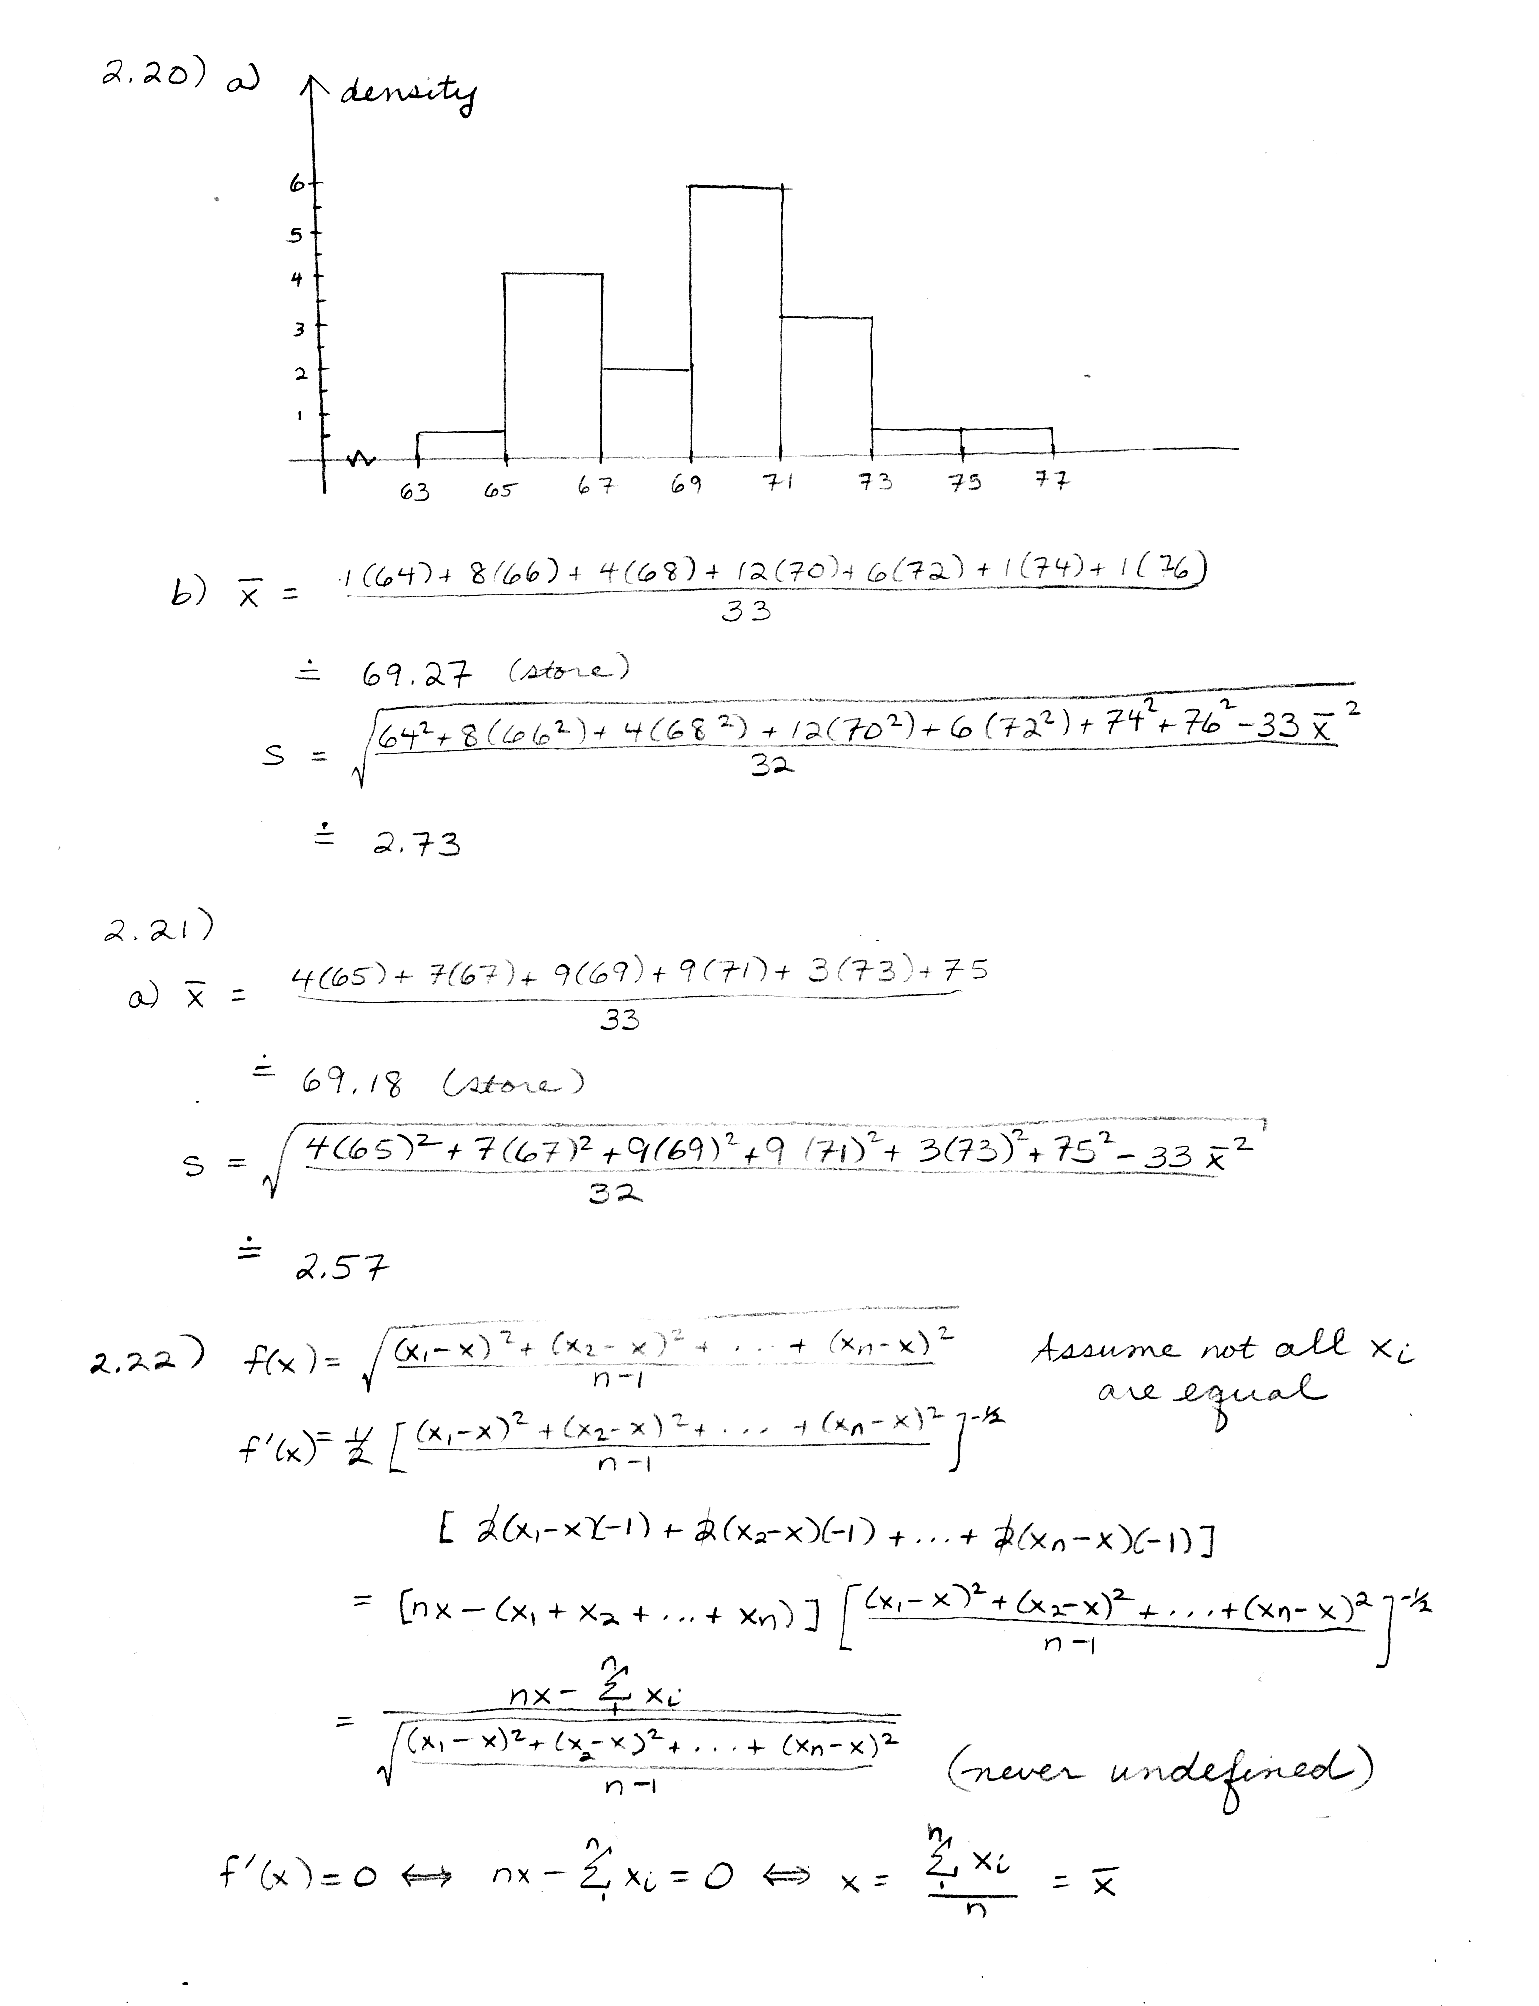 2.20) a) density
6
5
4
3
2
1
63 65 67 69 71 73 75 77
b) x̄ = 1(64) + 8(66) + 4(68) + 12(70) + 6(72) + 1(74) + 1(76) / 33
≐ 69.27 (store)
s = √(64² + 8(66²) + 4(68²) + 12(70²) + 6(72²) + 74² + 76² − 33x̄² / 32)
≐ 2.73
2.21)
a) x̄ = 4(65) + 7(67) + 9(69) + 9(71) + 3(73) + 75 / 33
≐ 69.18 (store)
s = √(4(65)² + 7(67)² + 9(69)² + 9(71)² + 3(73)² + 75² − 33x̄² / 32)
≐ 2.57
2.22) f(x) = √((x₁−x)² + (x₂−x)² + ... + (xₙ−x)² / n−1) Assume not all xᵢ
are equal
f'(x) = 1/2 [(x₁−x)² + (x₂−x)² + ... + (xₙ−x)² / n−1]^(-1/2)
[2(x₁−x)(−1) + 2(x₂−x)(−1) + ... + 2(xₙ−x)(−1)]
= [nx − (x₁ + x₂ + ... + xₙ)] [(x₁−x)² + (x₂−x)² + ... + (xₙ−x)² / n−1]^(-1/2)
= nx − Σ₁ⁿ xᵢ / √((x₁−x)² + (x₂−x)² + ... + (xₙ−x)² / n−1) (never undefined)
f'(x) = 0 ⟺ nx − Σ₁ⁿ xᵢ = 0 ⟺ x = Σ₁ⁿ xᵢ / n = x̄